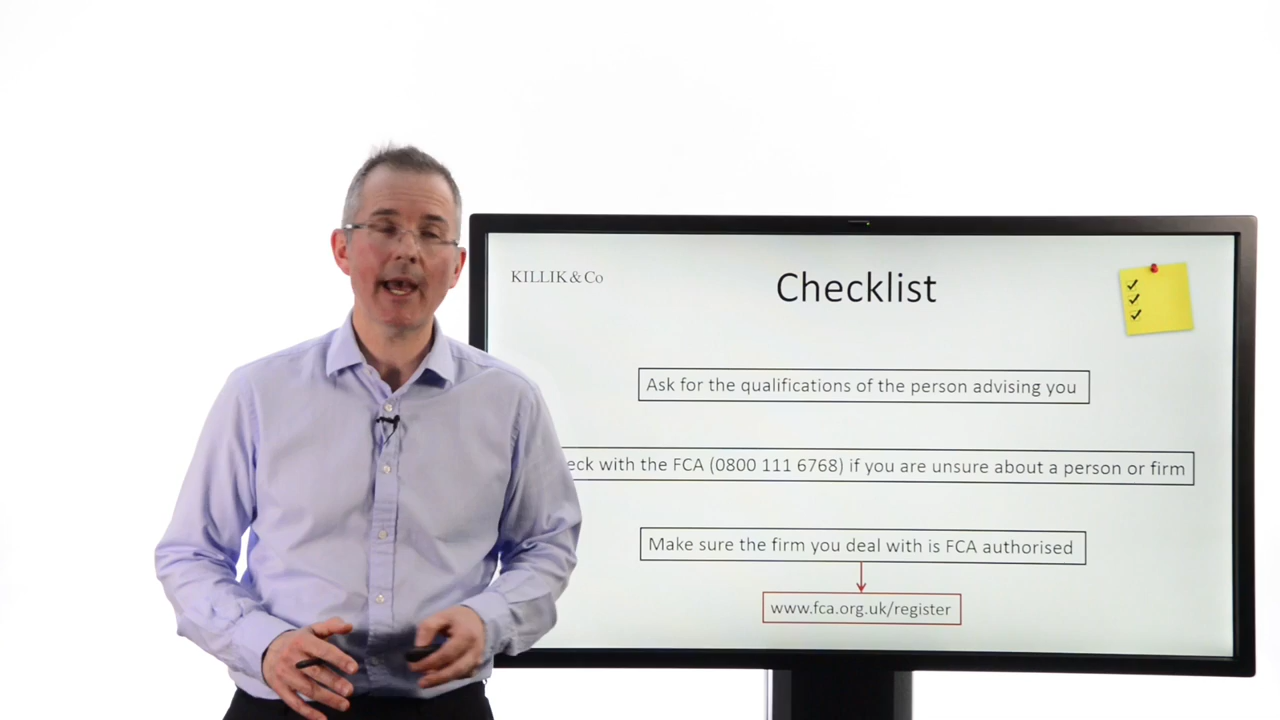 KILLIK & Co
Checklist
Ask for the qualifications of the person advising you
eck with the FCA (0800 111 6768) if you are unsure about a person or firm
Make sure the firm you deal with is FCA authorised
www.fca.org.uk/register